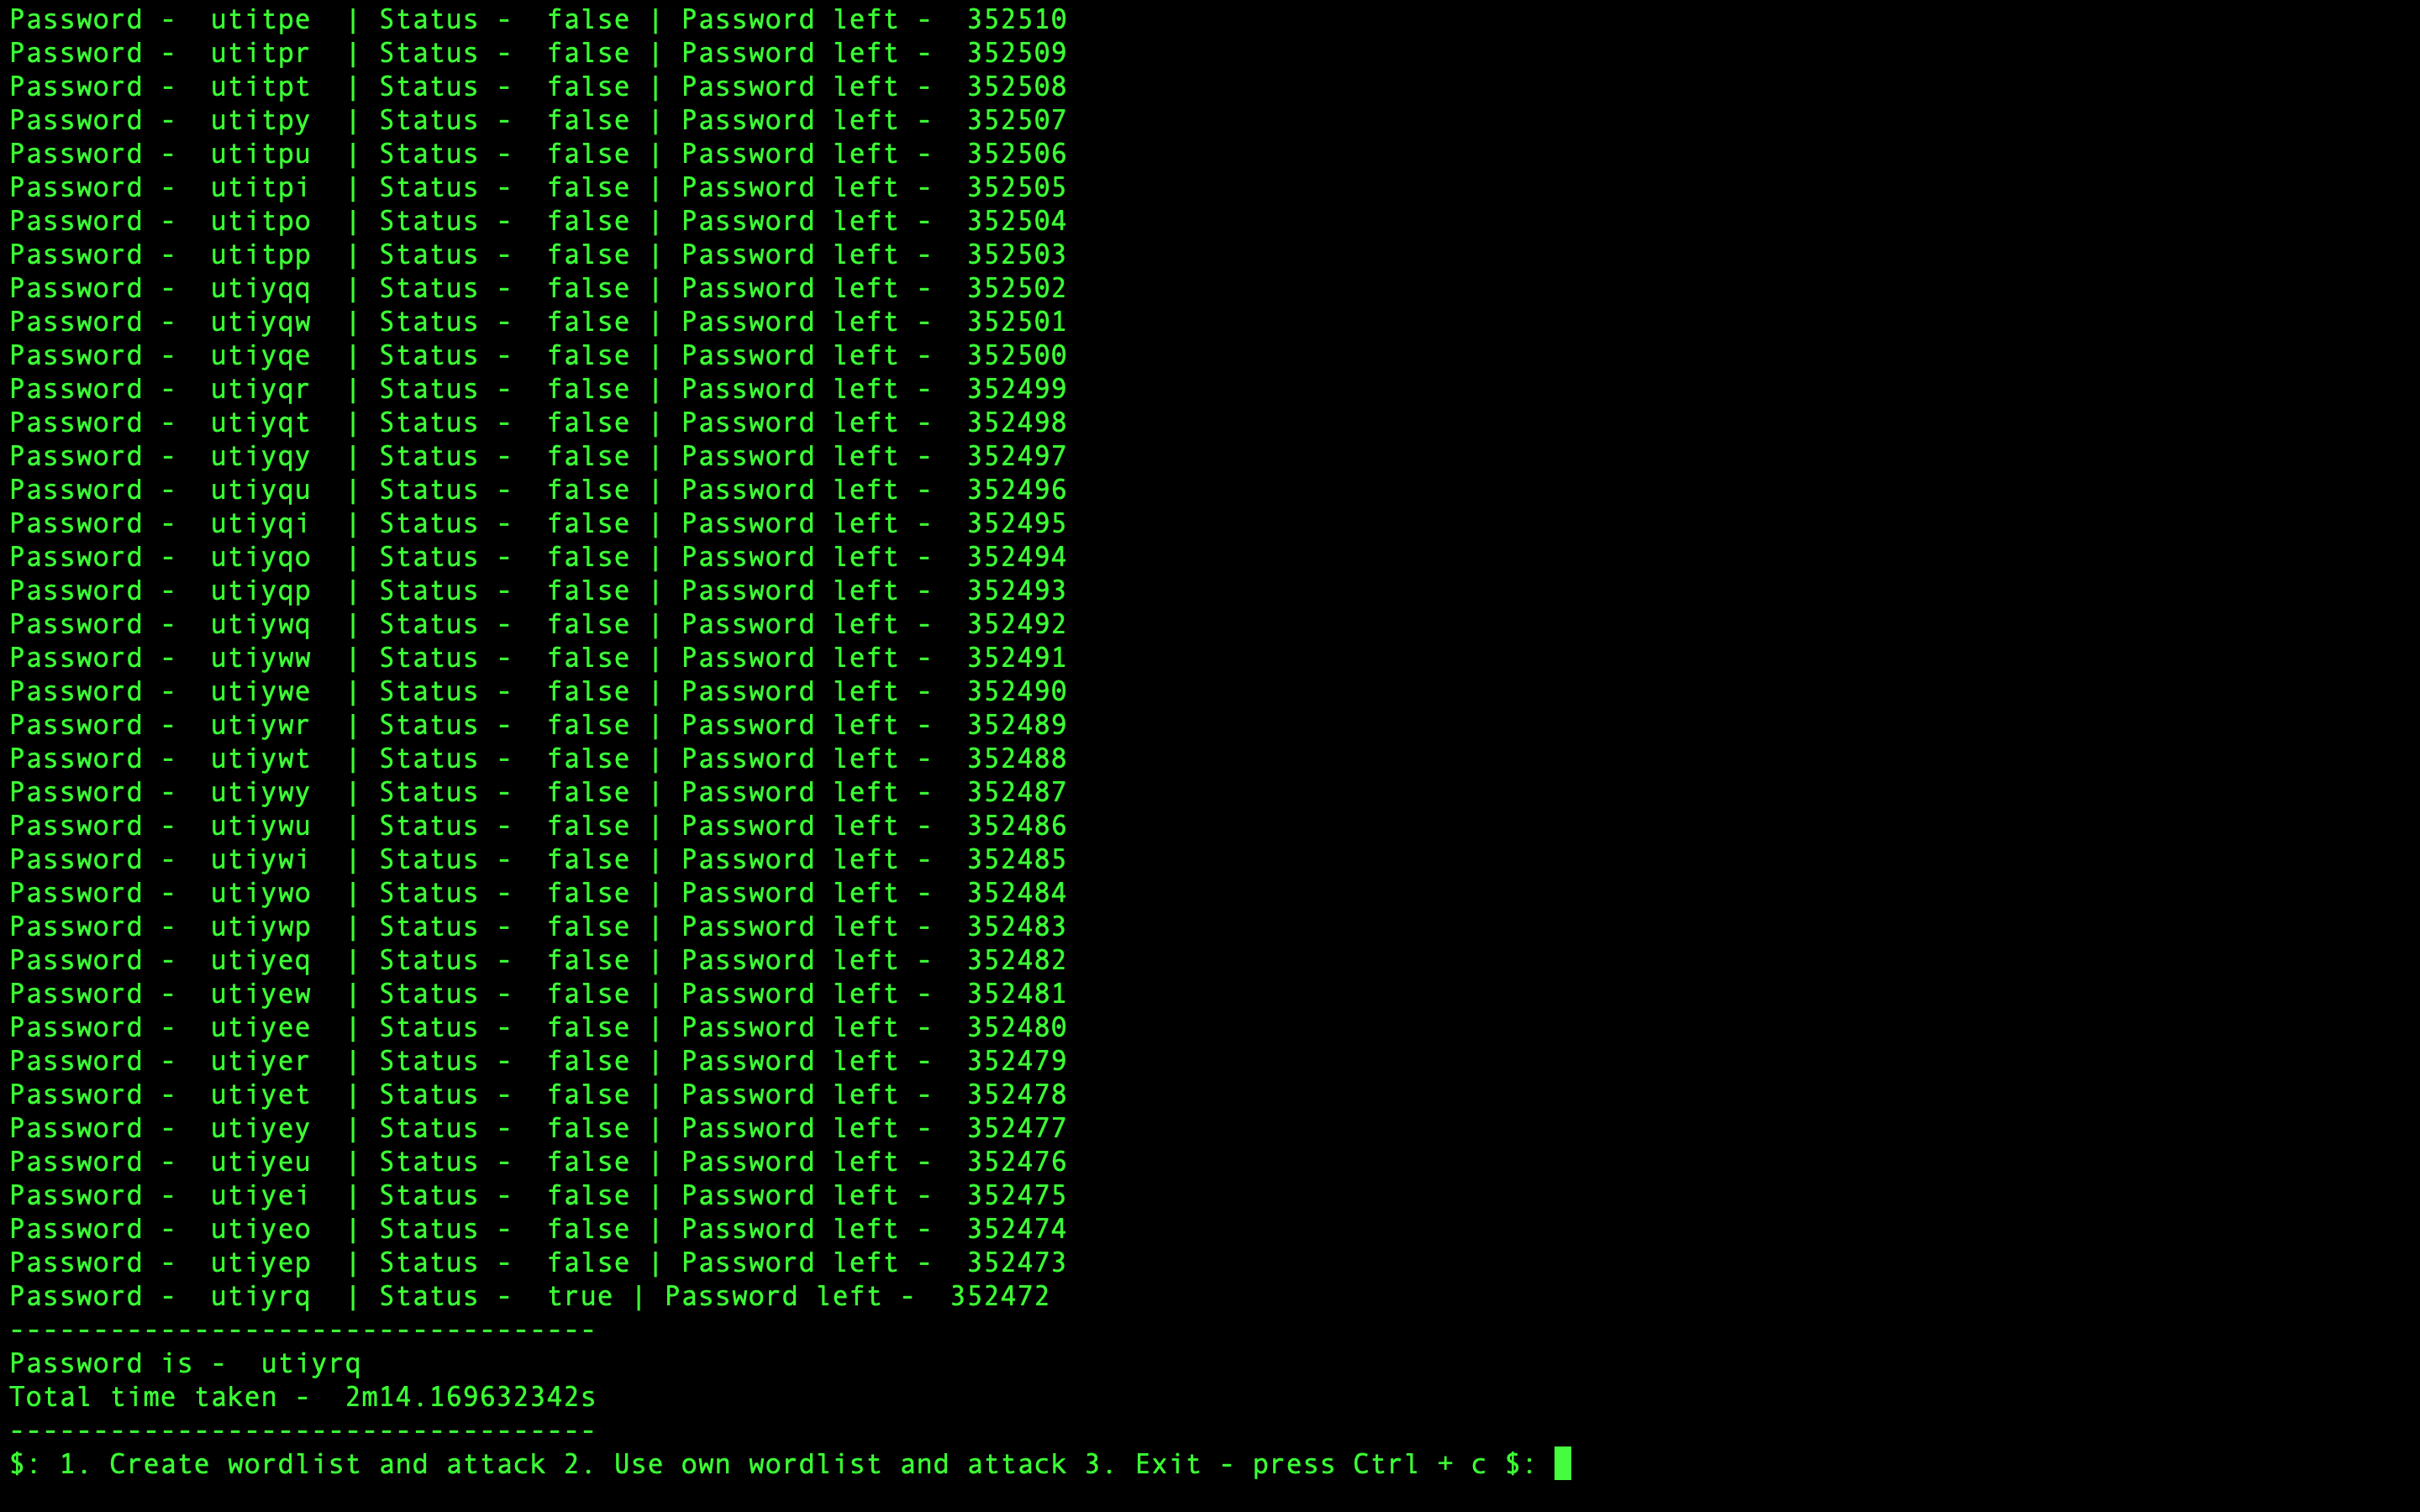 Password -  utitpe  | Status -  false | Password left -  352510
Password -  utitpr  | Status -  false | Password left -  352509
Password -  utitpt  | Status -  false | Password left -  352508
Password -  utitpy  | Status -  false | Password left -  352507
Password -  utitpu  | Status -  false | Password left -  352506
Password -  utitpi  | Status -  false | Password left -  352505
Password -  utitpo  | Status -  false | Password left -  352504
Password -  utitpp  | Status -  false | Password left -  352503
Password -  utiyqq  | Status -  false | Password left -  352502
Password -  utiyqw  | Status -  false | Password left -  352501
Password -  utiyqe  | Status -  false | Password left -  352500
Password -  utiyqr  | Status -  false | Password left -  352499
Password -  utiyqt  | Status -  false | Password left -  352498
Password -  utiyqy  | Status -  false | Password left -  352497
Password -  utiyqu  | Status -  false | Password left -  352496
Password -  utiyqi  | Status -  false | Password left -  352495
Password -  utiyqo  | Status -  false | Password left -  352494
Password -  utiyqp  | Status -  false | Password left -  352493
Password -  utiywq  | Status -  false | Password left -  352492
Password -  utiyww  | Status -  false | Password left -  352491
Password -  utiywe  | Status -  false | Password left -  352490
Password -  utiywr  | Status -  false | Password left -  352489
Password -  utiywt  | Status -  false | Password left -  352488
Password -  utiywy  | Status -  false | Password left -  352487
Password -  utiywu  | Status -  false | Password left -  352486
Password -  utiywi  | Status -  false | Password left -  352485
Password -  utiywo  | Status -  false | Password left -  352484
Password -  utiywp  | Status -  false | Password left -  352483
Password -  utiyeq  | Status -  false | Password left -  352482
Password -  utiyew  | Status -  false | Password left -  352481
Password -  utiyee  | Status -  false | Password left -  352480
Password -  utiyer  | Status -  false | Password left -  352479
Password -  utiyet  | Status -  false | Password left -  352478
Password -  utiyey  | Status -  false | Password left -  352477
Password -  utiyeu  | Status -  false | Password left -  352476
Password -  utiyei  | Status -  false | Password left -  352475
Password -  utiyeo  | Status -  false | Password left -  352474
Password -  utiyep  | Status -  false | Password left -  352473
Password -  utiyrq  | Status -  true | Password left -  352472
-----------------------------------
Password is -  utiyrq
Total time taken -  2m14.169632342s
-----------------------------------
$: 1. Create wordlist and attack 2. Use own wordlist and attack 3. Exit - press Ctrl + c $: